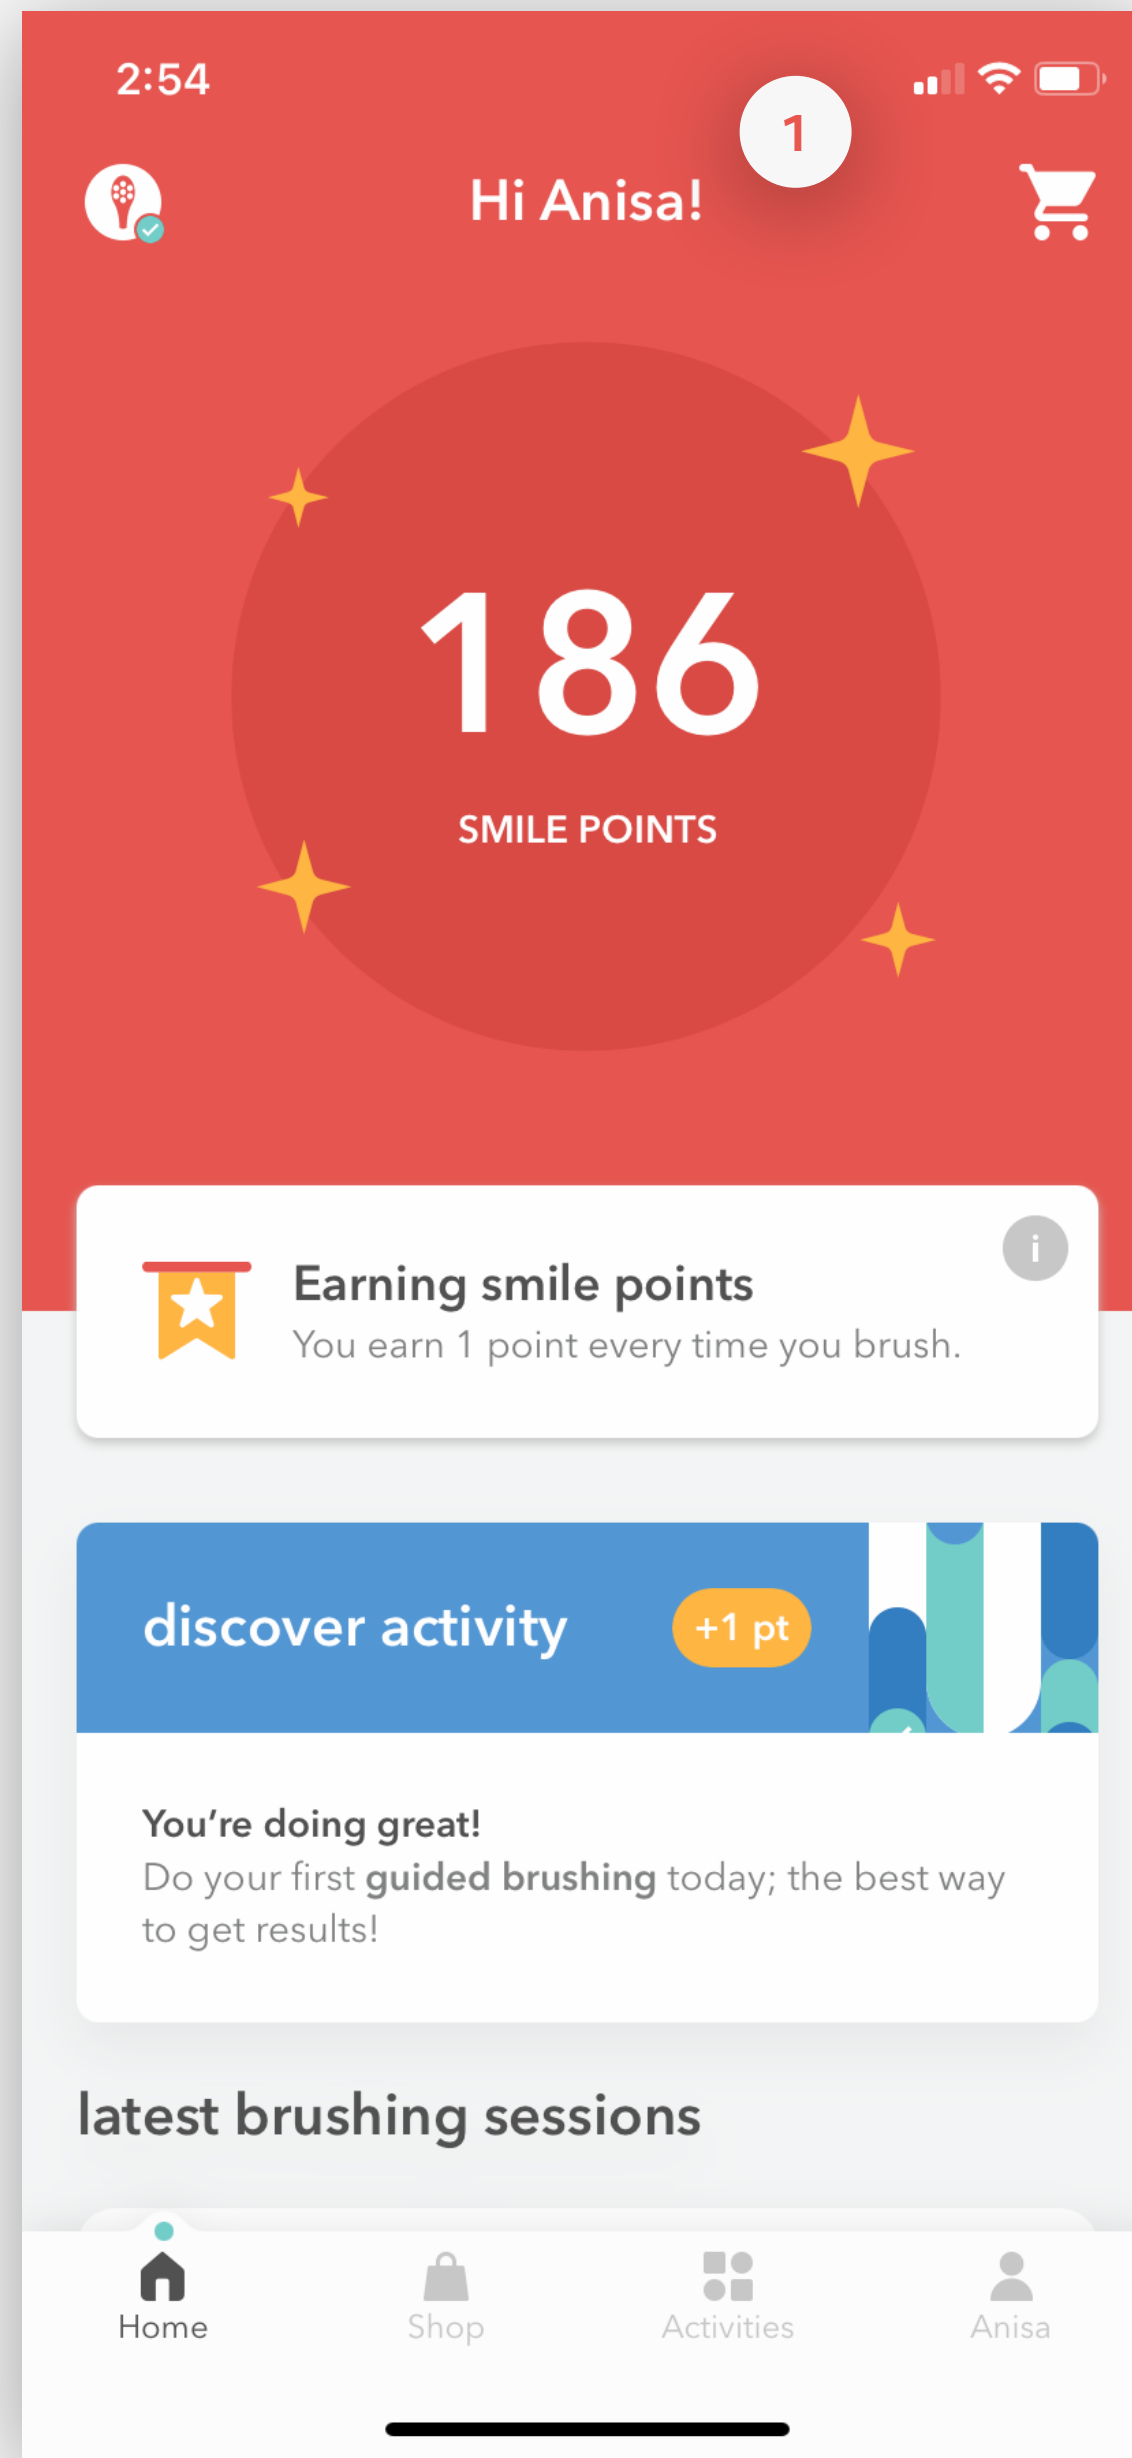 2:54
1
Hi Anisa!
186
SMILE POINTS
i
Earning smile points
You earn 1 point every time you brush.
discover activity
+1 pt
You’re doing great!
Do your first guided brushing today; the best way
to get results!
latest brushing sessions
Home
Shop
Activities
Anisa